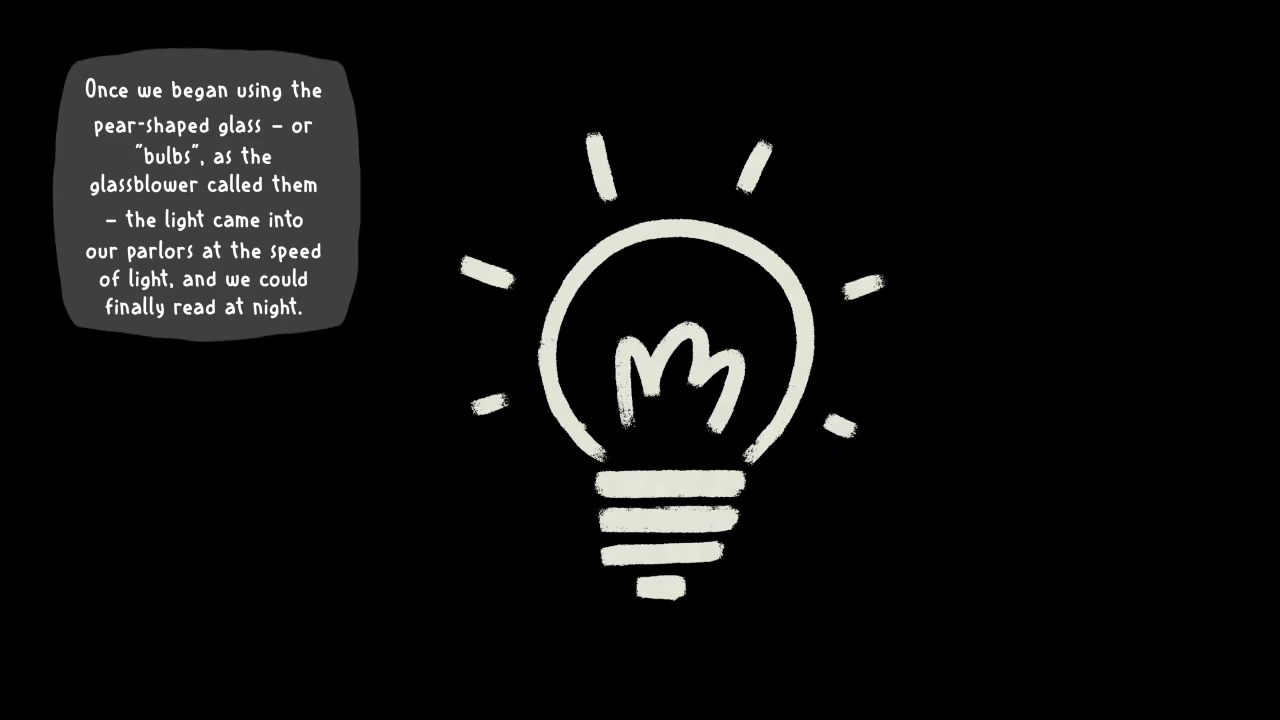 Once we began using the
pear-shaped glass – or
"bulbs", as the
glassblower called them
– the light came into
our parlors at the speed
of light, and we could
finally read at night.